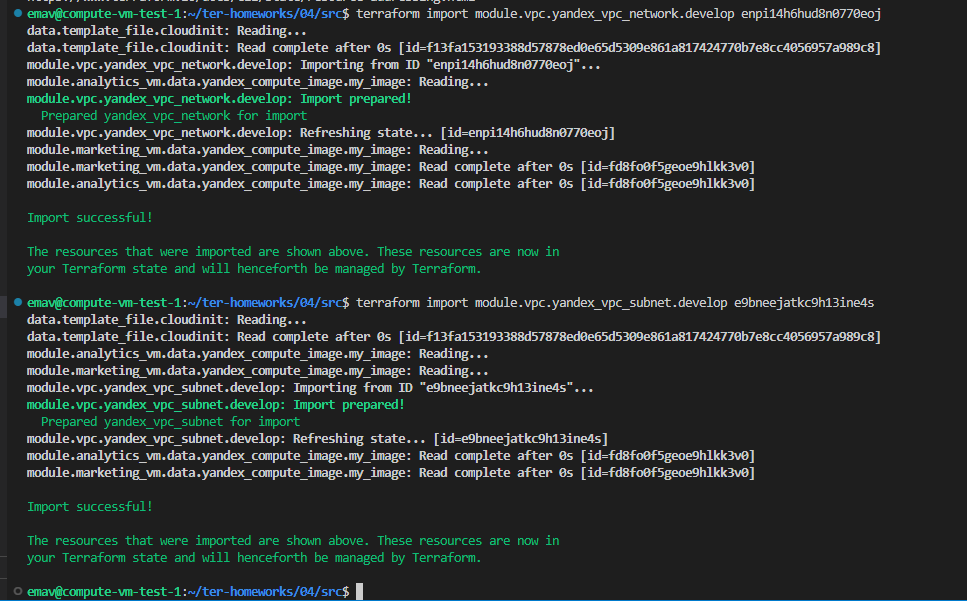 emav@compute-vm-test-1:~/ter-homeworks/04/src$ terraform import module.vpc.yandex_vpc_network.develop enpi14h6hud8n0770eoj
data.template_file.cloudinit: Reading...
data.template_file.cloudinit: Read complete after 0s [id=f13fa153193388d57878ed0e65d5309e861a817424770b7e8cc4056957a989c8]
module.vpc.yandex_vpc_network.develop: Importing from ID "enpi14h6hud8n0770eoj"...
module.analytics_vm.data.yandex_compute_image.my_image: Reading...
module.vpc.yandex_vpc_network.develop: Import prepared!
  Prepared yandex_vpc_network for import
module.vpc.yandex_vpc_network.develop: Refreshing state... [id=enpi14h6hud8n0770eoj]
module.marketing_vm.data.yandex_compute_image.my_image: Reading...
module.marketing_vm.data.yandex_compute_image.my_image: Read complete after 0s [id=fd8fo0f5geoe9hlkk3v0]
module.analytics_vm.data.yandex_compute_image.my_image: Read complete after 0s [id=fd8fo0f5geoe9hlkk3v0]
Import successful!
The resources that were imported are shown above. These resources are now in
your Terraform state and will henceforth be managed by Terraform.
emav@compute-vm-test-1:~/ter-homeworks/04/src$ terraform import module.vpc.yandex_vpc_subnet.develop e9bneejatkc9h13ine4s
data.template_file.cloudinit: Reading...
data.template_file.cloudinit: Read complete after 0s [id=f13fa153193388d57878ed0e65d5309e861a817424770b7e8cc4056957a989c8]
module.analytics_vm.data.yandex_compute_image.my_image: Reading...
module.marketing_vm.data.yandex_compute_image.my_image: Reading...
module.vpc.yandex_vpc_subnet.develop: Importing from ID "e9bneejatkc9h13ine4s"...
module.vpc.yandex_vpc_subnet.develop: Import prepared!
  Prepared yandex_vpc_subnet for import
module.vpc.yandex_vpc_subnet.develop: Refreshing state... [id=e9bneejatkc9h13ine4s]
module.analytics_vm.data.yandex_compute_image.my_image: Read complete after 0s [id=fd8fo0f5geoe9hlkk3v0]
module.marketing_vm.data.yandex_compute_image.my_image: Read complete after 0s [id=fd8fo0f5geoe9hlkk3v0]
Import successful!
The resources that were imported are shown above. These resources are now in
your Terraform state and will henceforth be managed by Terraform.
emav@compute-vm-test-1:~/ter-homeworks/04/src$